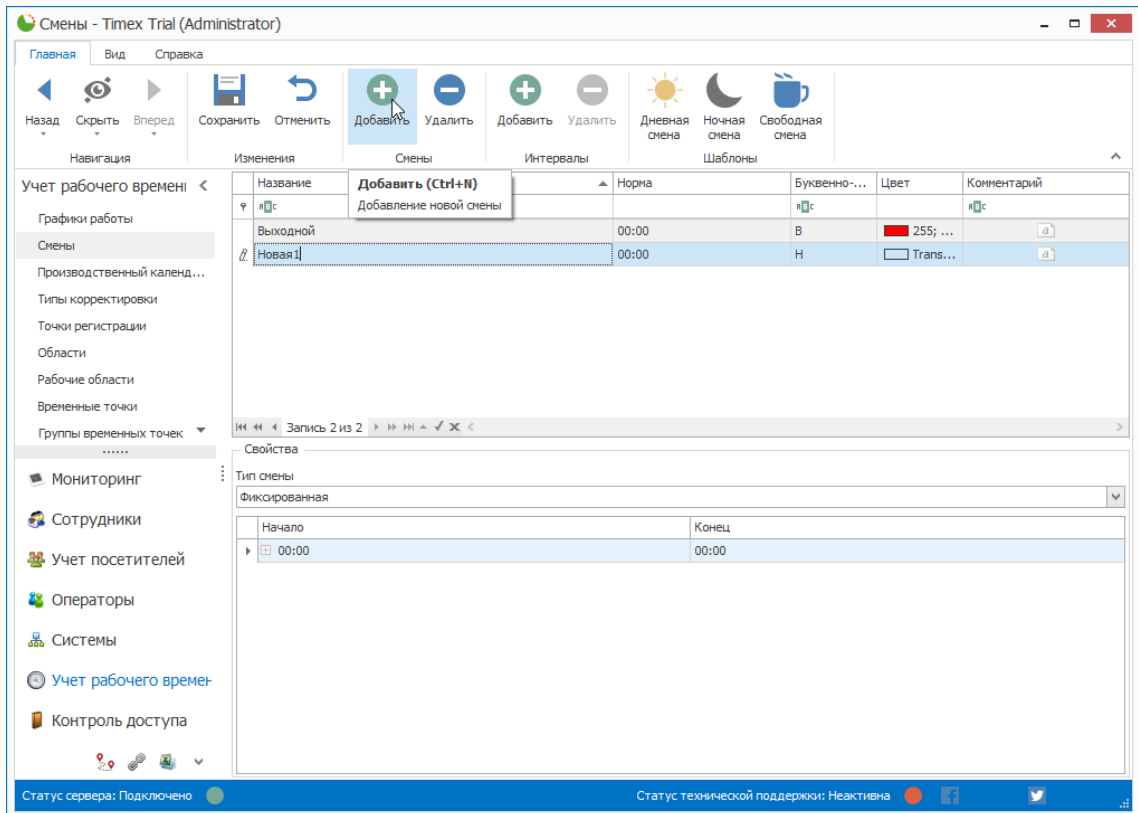 Смены - Timex Trial (Administrator)
Главная Вид Справка
Назад Скрыть Вперед Сохранить Отменить Добавить Удалить Добавить Удалить Дневная смена Ночная смена Свободная смена
Навигация Изменения Смены Интервалы Шаблоны
Добавить (Ctrl+N)
Добавление новой смены
Учет рабочего времени
Графики работы
Смены
Производственный календ...
Типы корректировки
Точки регистрации
Области
Рабочие области
Временные точки
Группы временных точек
Название Норма Буквенно-... Цвет Комментарий
Выходной 00:00 В 255; ...
Новая1 00:00 Н Trans...
Запись 2 из 2
Свойства
Тип смены
Фиксированная
Начало Конец
00:00 00:00
Мониторинг
Сотрудники
Учет посетителей
Операторы
Системы
Учет рабочего времен
Контроль доступа
Статус сервера: Подключено Статус технической поддержки: Неактивна